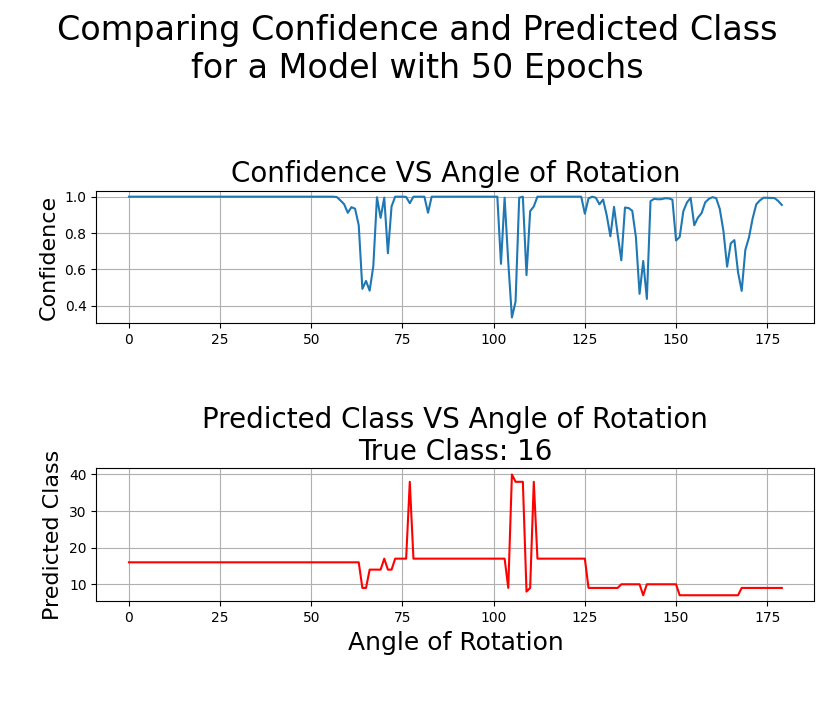 Comparing Confidence and Predicted Class
for a Model with 50 Epochs
Confidence VS Angle of Rotation
Confidence
1.0
0.8
0.6
0.4
0 25 50 75 100 125 150 175
Predicted Class VS Angle of Rotation
True Class: 16
Predicted Class
40
30
20
10
0 25 50 75 100 125 150 175
Angle of Rotation